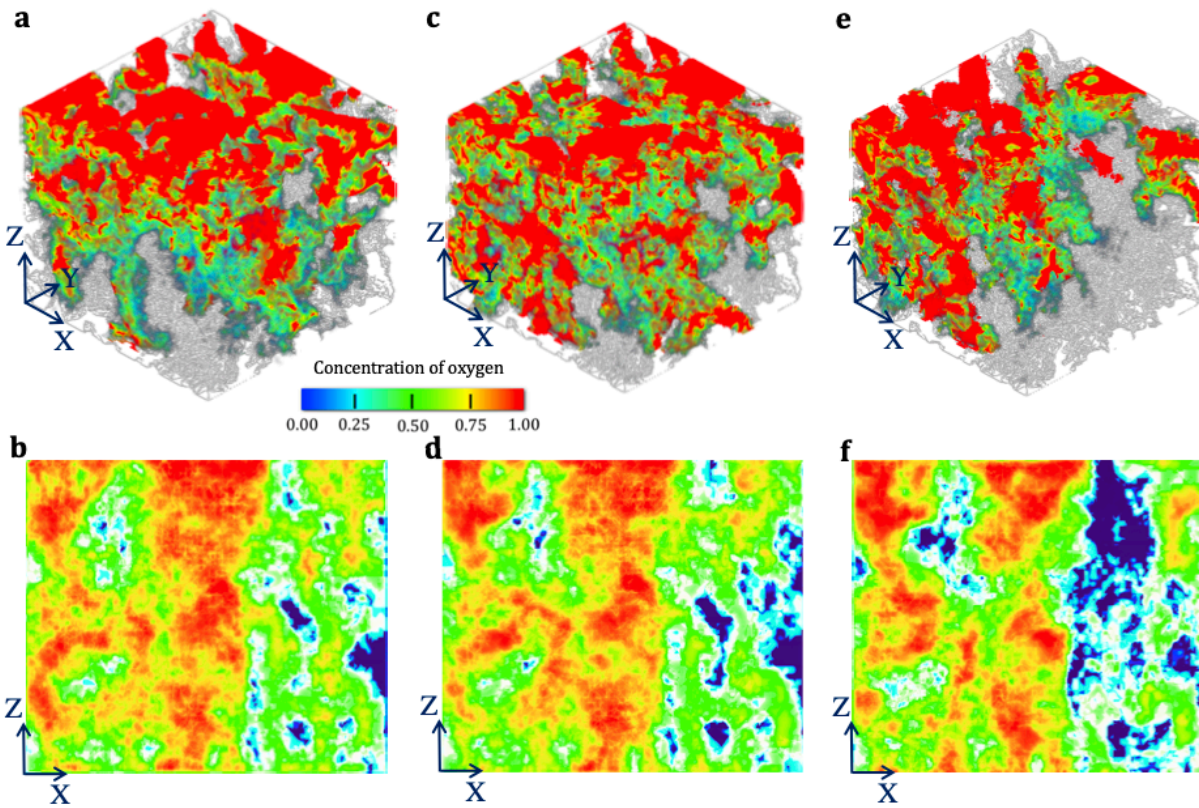 a
c
e
Z
Y
X
Z
Y
X
Z
Y
X
Concentration of oxygen
0.00 0.25 0.50 0.75 1.00
b
d
f
Z
X
Z
X
Z
X